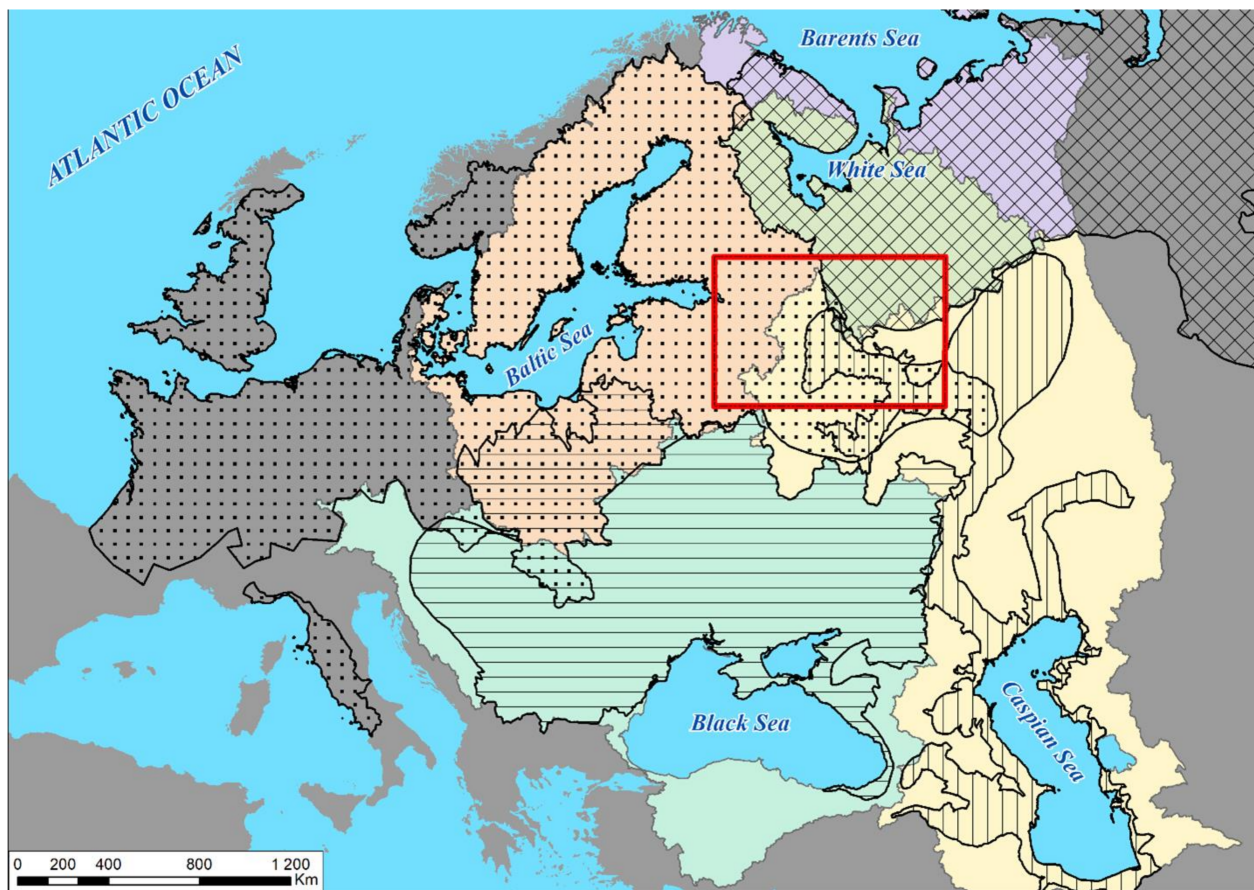 Barents Sea
ATLANTIC OCEAN
White Sea
Baltic Sea
Black Sea
Caspian Sea
0 200 400 800 1 200
Km